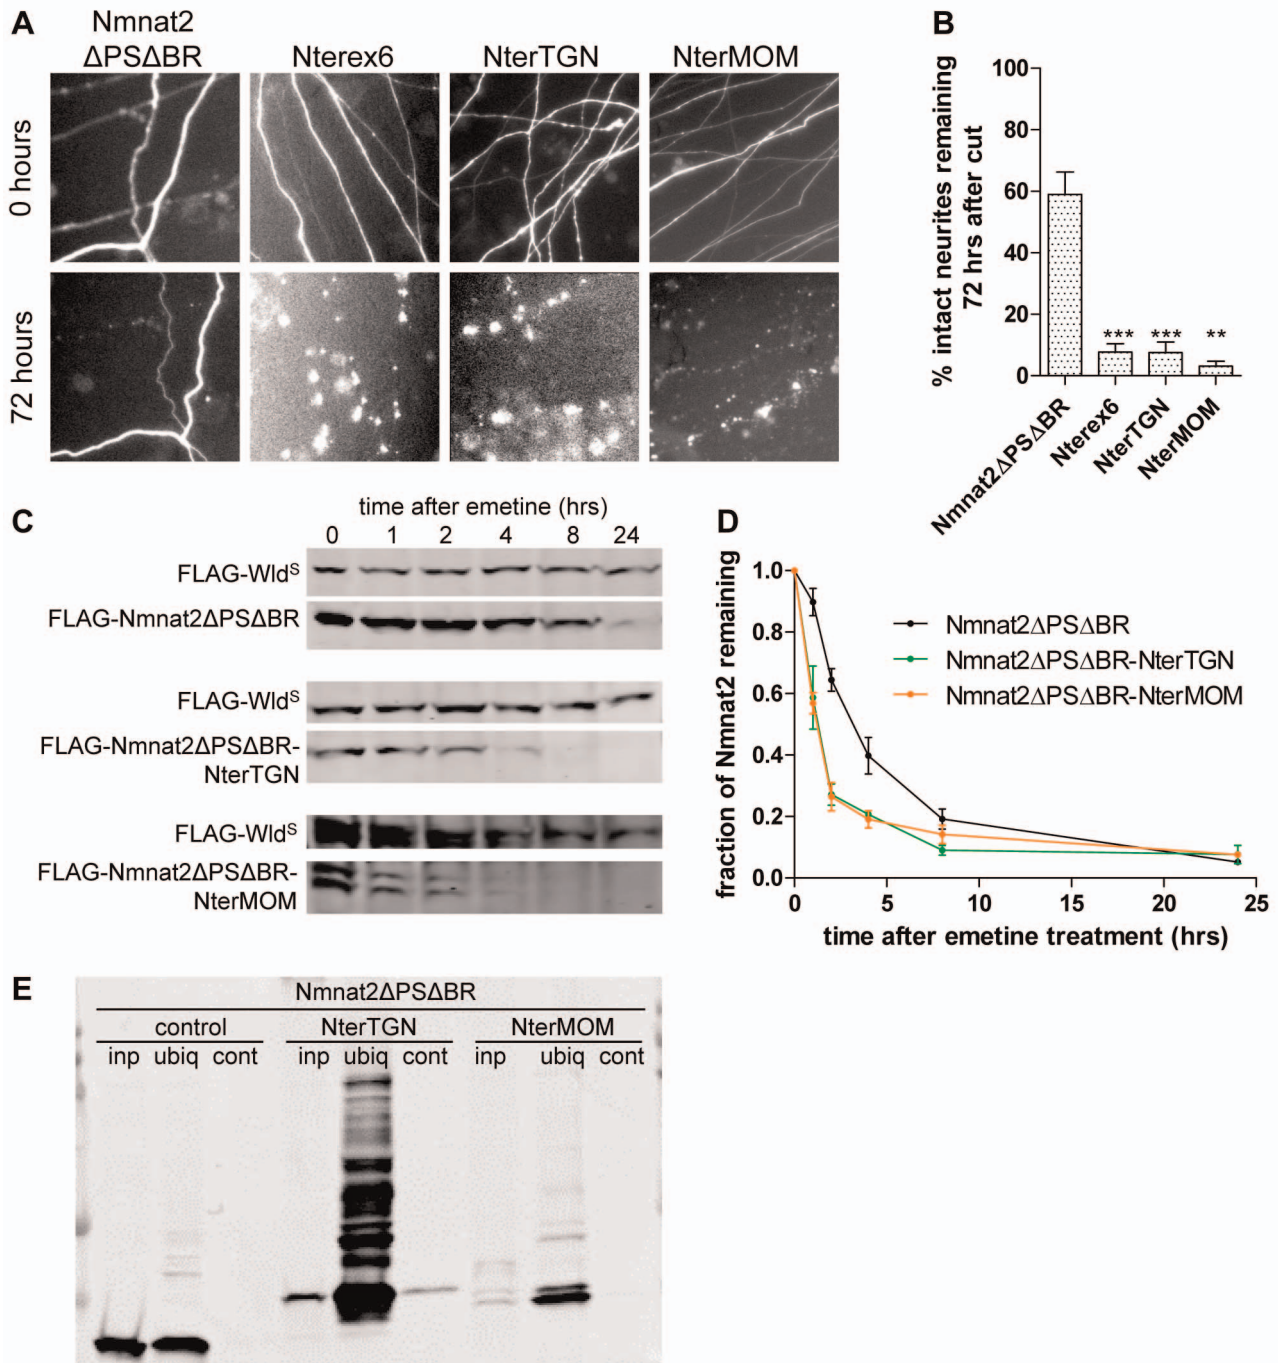 A
Nmnat2
ΔPSΔBR
Nterex6
NterTGN
NterMOM
0 hours
72 hours
B
% intact neurites remaining
72 hrs after cut
100
80
60
40
20
0
***
***
**
Nmnat2ΔPSΔBR
Nterex6
NterTGN
NterMOM
C
time after emetine (hrs)
0 1 2 4 8 24
FLAG-Wldˢ
FLAG-Nmnat2ΔPSΔBR
FLAG-Wldˢ
FLAG-Nmnat2ΔPSΔBR-
NterTGN
FLAG-Wldˢ
FLAG-Nmnat2ΔPSΔBR-
NterMOM
D
fraction of Nmnat2 remaining
1.0
0.8
0.6
0.4
0.2
0.0
0 5 10 15 20 25
time after emetine treatment (hrs)
Nmnat2ΔPSΔBR
Nmnat2ΔPSΔBR-NterTGN
Nmnat2ΔPSΔBR-NterMOM
E
Nmnat2ΔPSΔBR
control NterTGN NterMOM
inp ubiq cont inp ubiq cont inp ubiq cont